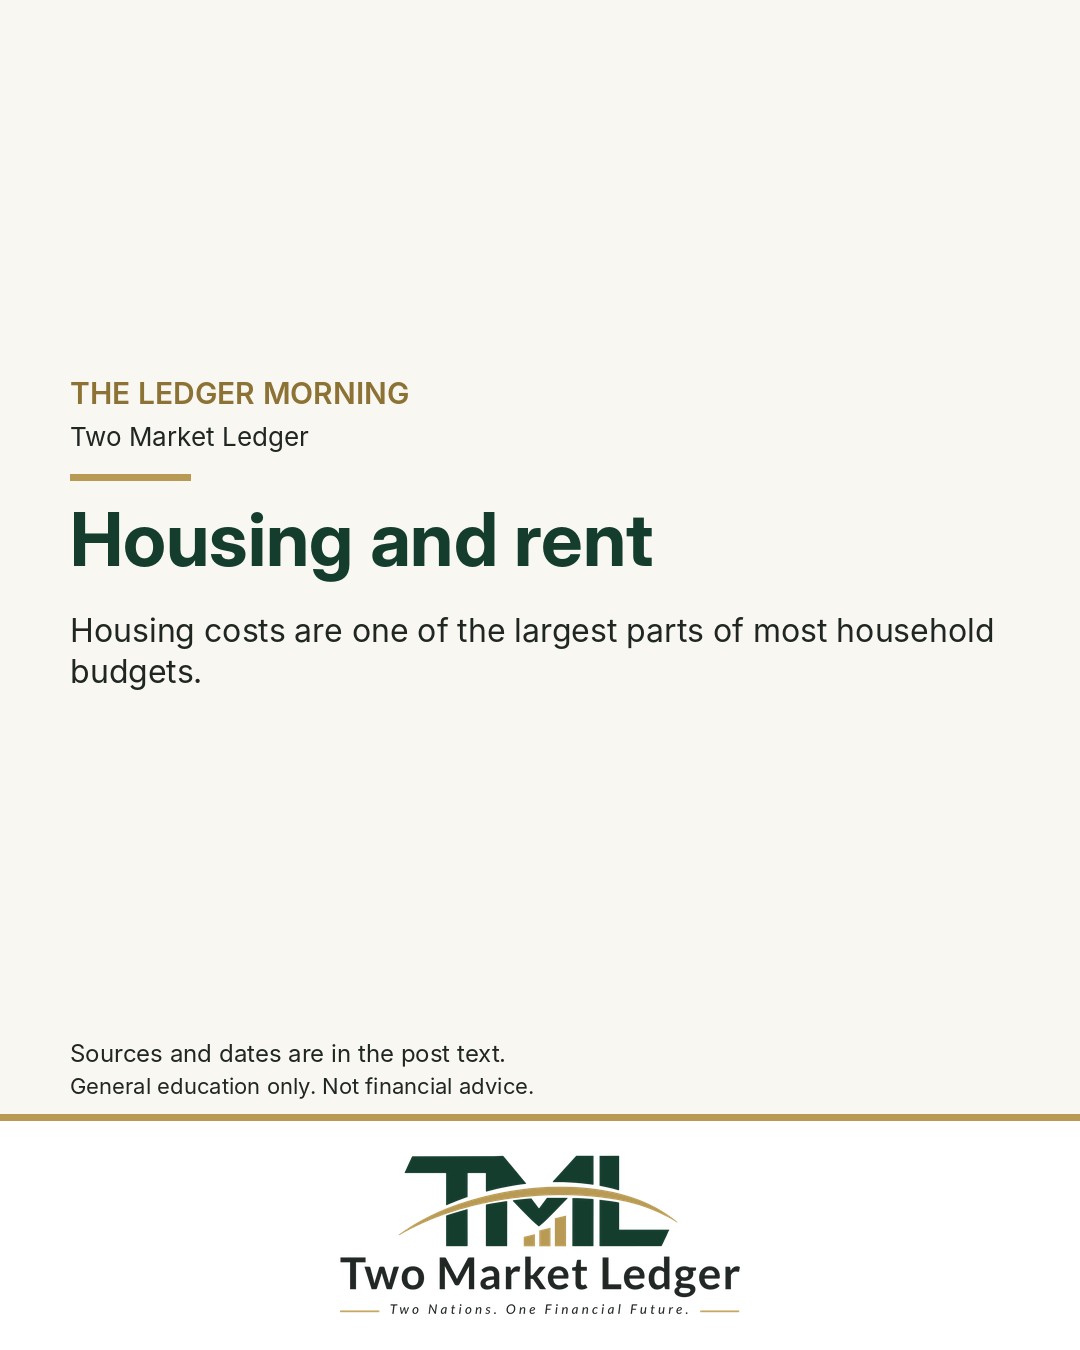 THE LEDGER MORNING
Two Market Ledger
Housing and rent
Housing costs are one of the largest parts of most household
budgets.
Sources and dates are in the post text.
General education only. Not financial advice.
TML
Two Market Ledger
Two Nations. One Financial Future.